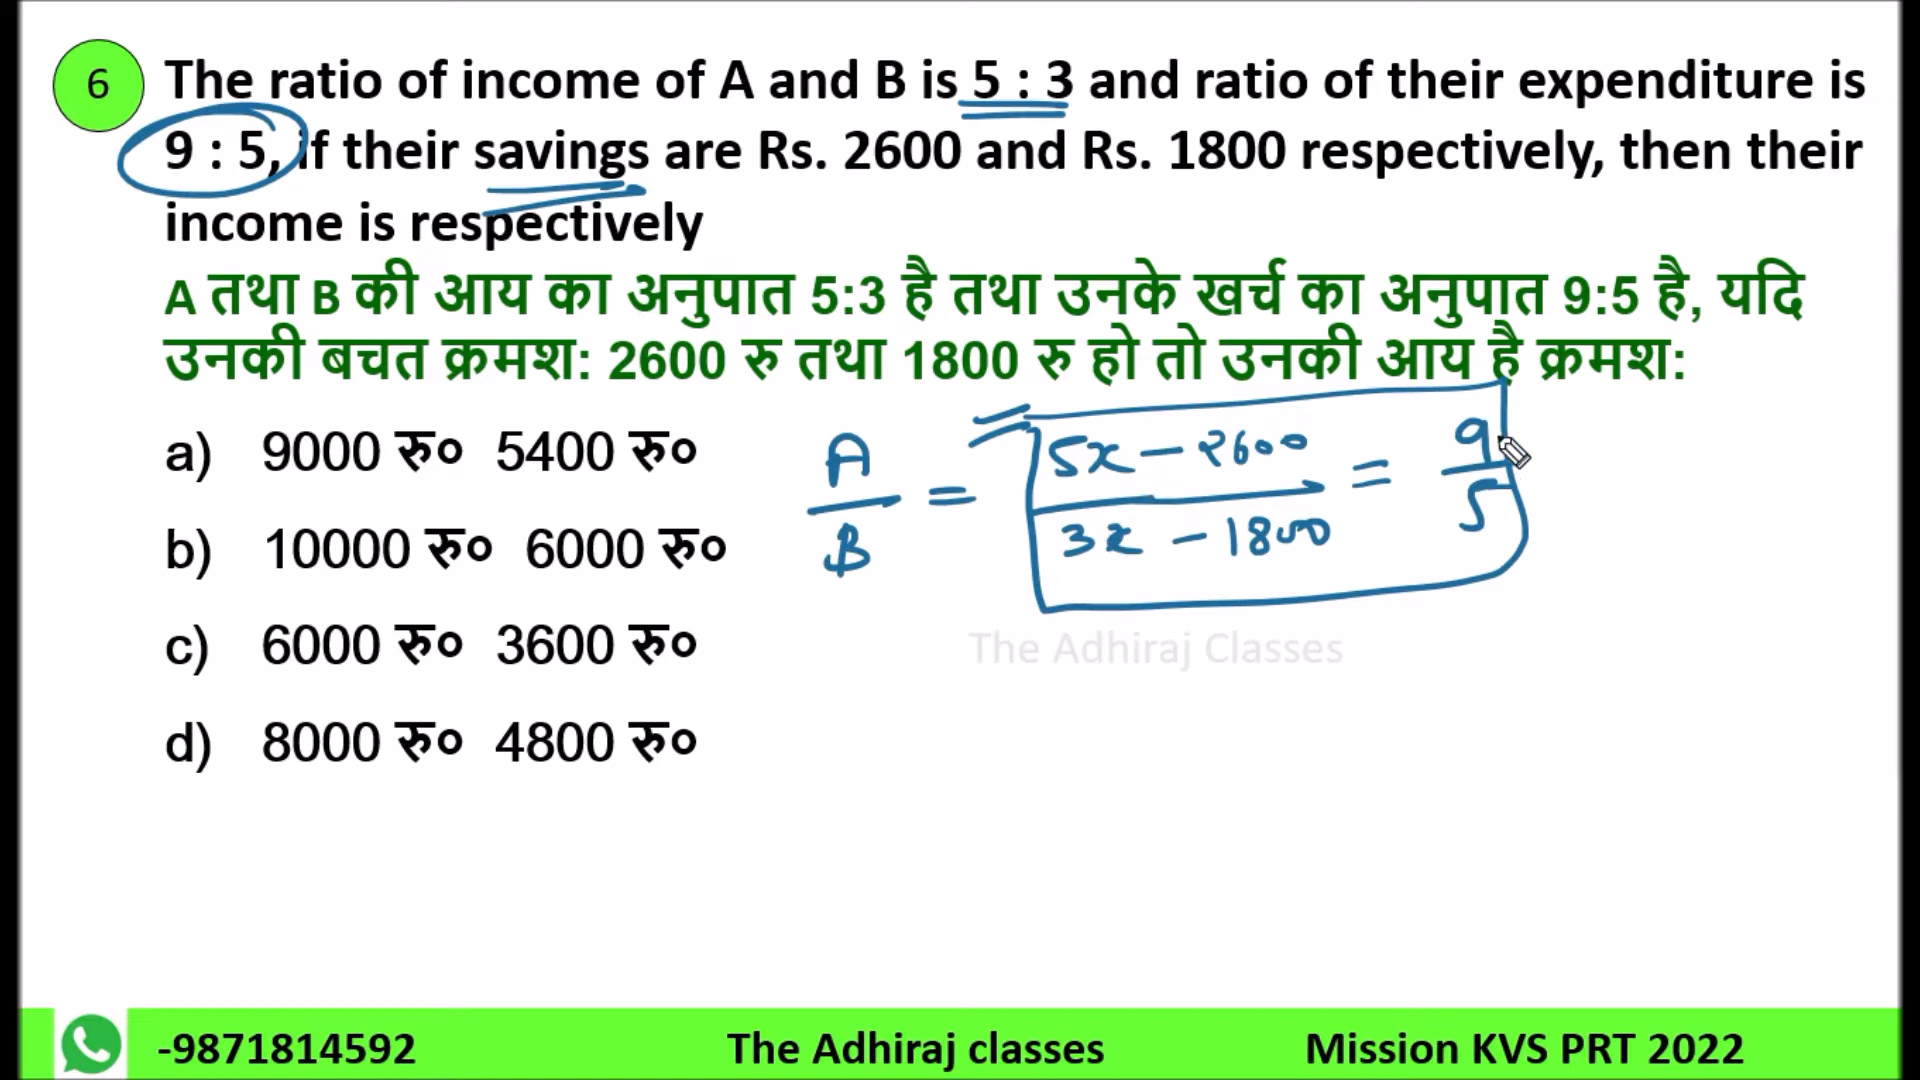 6
The ratio of income of A and B is 5 : 3 and ratio of their expenditure is
9 : 5, if their savings are Rs. 2600 and Rs. 1800 respectively, then their
income is respectively
A तथा B की आय का अनुपात 5:3 है तथा उनके खर्च का अनुपात 9:5 है, यदि
उनकी बचत क्रमश: 2600 रु तथा 1800 रु हो तो उनकी आय है क्रमश:
a) 9000 रु० 5400 रु०
b) 10000 रु० 6000 रु०
c) 6000 रु० 3600 रु०
d) 8000 रु० 4800 रु०
A/B = (5x - 2600)/(3x - 1800) = 9/5
The Adhiraj Classes
-9871814592 The Adhiraj classes Mission KVS PRT 2022